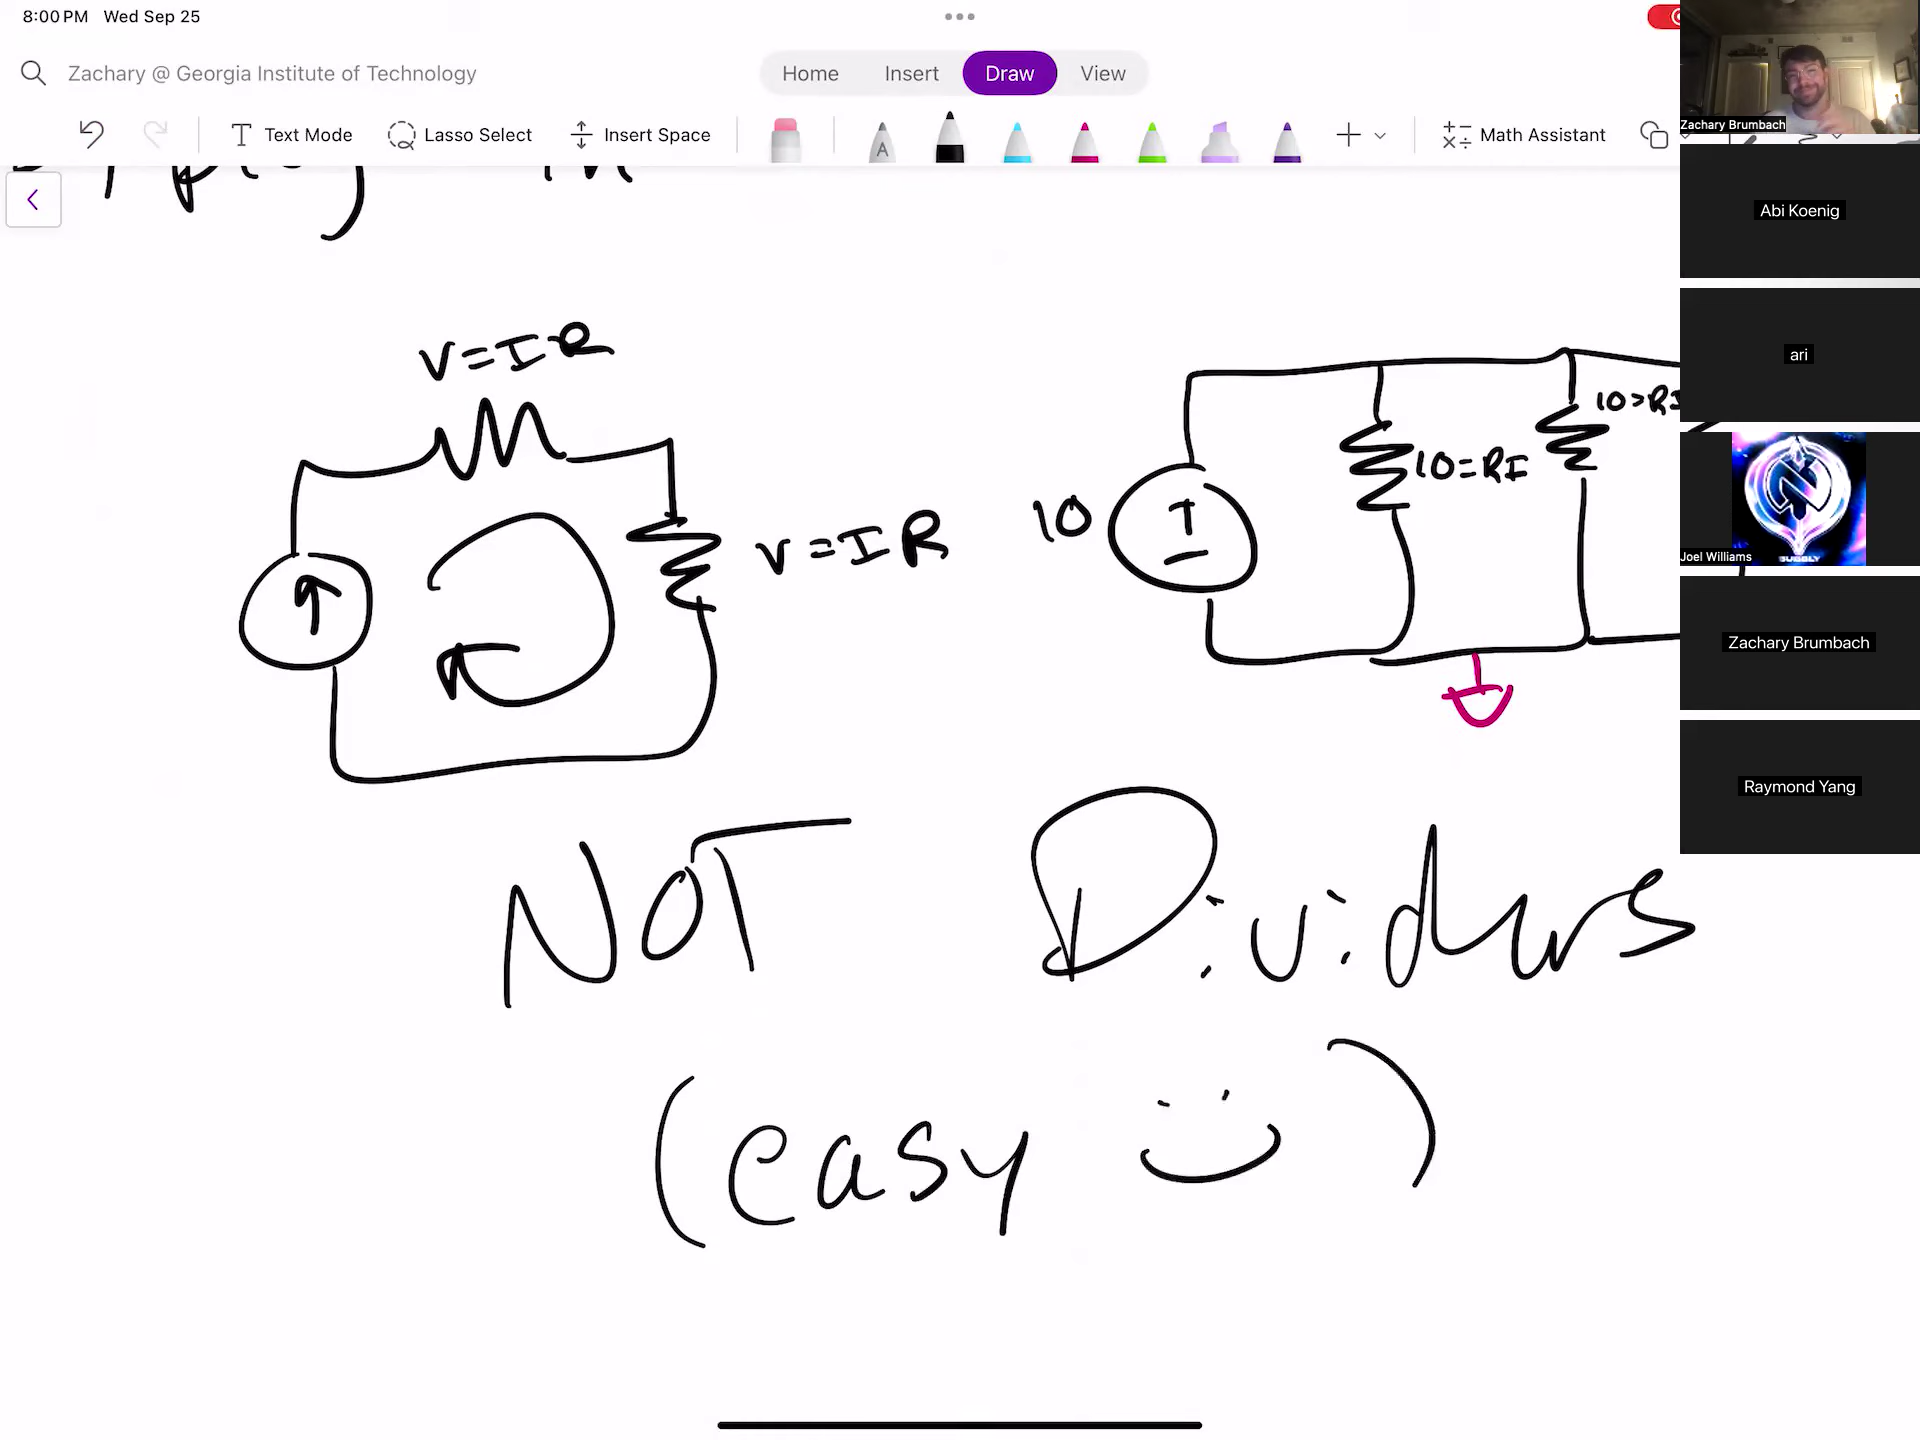 8:00 PM Wed Sep 25
Zachary @ Georgia Institute of Technology
Home Insert Draw View
Text Mode Lasso Select Insert Space A Math Assistant
Zachary Brumbach
Abi Koenig
ari
Joel Williams
Zachary Brumbach
Raymond Yang
V=IR
V=IR
10
10=RI
NOT Dividers
(easy :) )